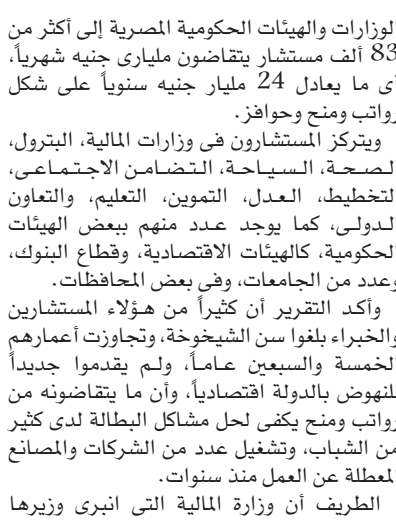 الوزارات والهيئات الحكومية المصرية إلى أكثر من
83 ألف مستشار يتقاضون مليارى جنيه شهرياً،
أى ما يعادل 24 مليار جنيه سنوياً على شكل
رواتب ومنح وحوافز.
ويتركز المستشارون فى وزارات المالية، البترول،
الصحة، السياحة، التضامن الاجتماعى،
التخطيط، العدل، التموين، التعليم، والتعاون
الدولى، كما يوجد عدد منهم ببعض الهيئات
الحكومية، كالهيئات الاقتصادية، وقطاع البنوك،
وعدد من الجامعات، وفى بعض المحافظات.
وأكد التقرير أن كثيراً من هؤلاء المستشارين
والخبراء بلغوا سن الشيخوخة، وتجاوزت أعمارهم
الخمسة والسبعين عاماً، ولم يقدموا جديداً
للنهوض بالدولة اقتصادياً، وأن ما يتقاضونه من
رواتب ومنح يكفى لحل مشاكل البطالة لدى كثير
من الشباب، وتشغيل عدد من الشركات والمصانع
المعطلة عن العمل منذ سنوات.
الطريف أن وزارة المالية التى انبرى وزيرها